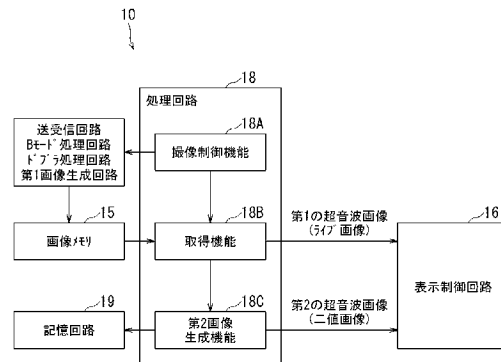 10
18
処理回路
送受信回路
Bモード処理回路
ドプラ処理回路
第1画像生成回路
18A
撮像制御機能
15
画像メモリ
18B
取得機能
第1の超音波画像
(ライブ画像)
16
表示制御回路
19
記憶回路
18C
第2画像
生成機能
第2の超音波画像
(二値画像)